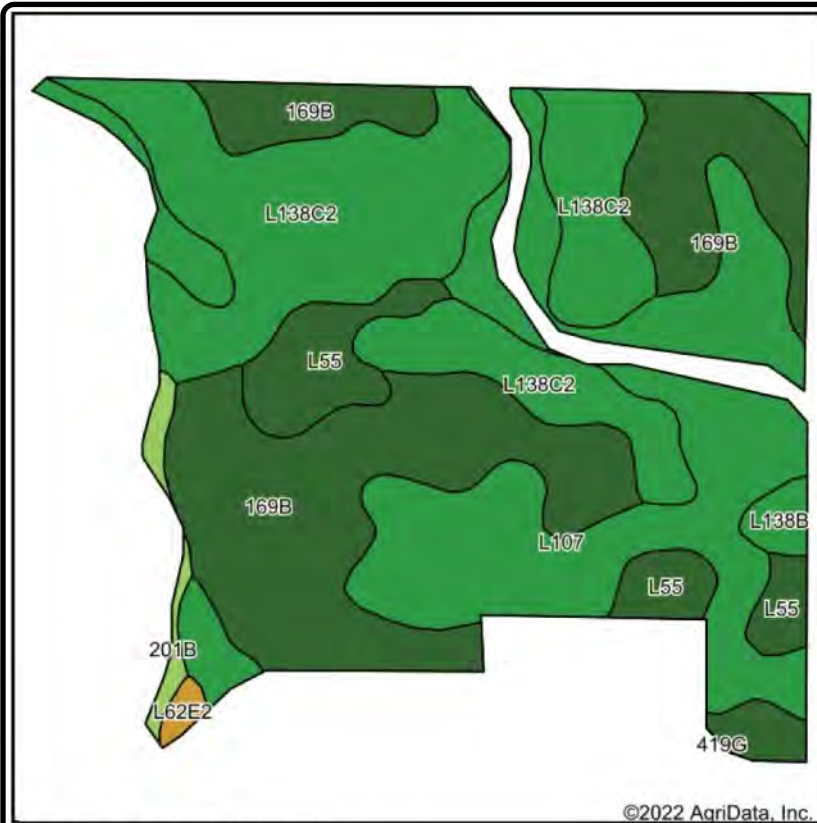 169B
L138C2
L138C2
169B
L55
L138C2
169B
L138B
L107
L55
L55
201B
L62E2
419G
©2022 AgriData, Inc.